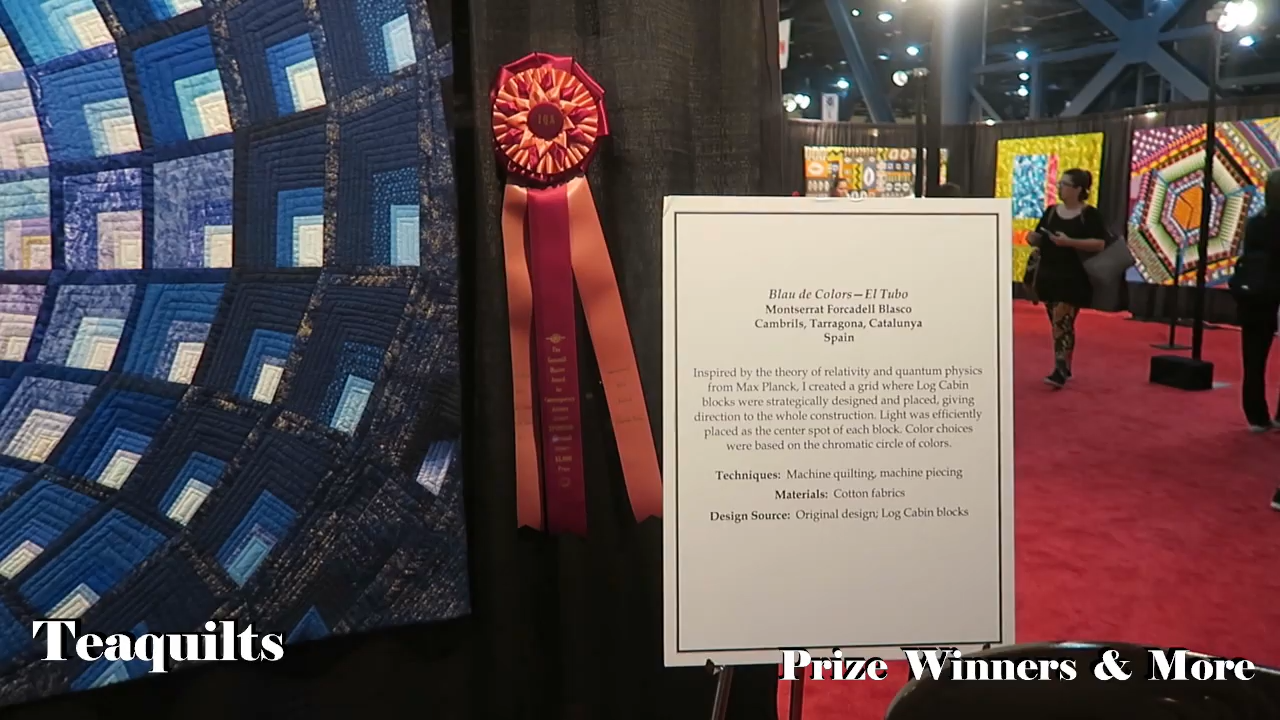 IQA
Blau de Colors—El Tubo
Montserrat Forcadell Blasco
Cambrils, Tarragona, Catalunya
Spain
Inspired by the theory of relativity and quantum physics
from Max Planck, I created a grid where Log Cabin
blocks were strategically designed and placed, giving
direction to the whole construction. Light was efficiently
placed as the center spot of each block. Color choices
were based on the chromatic circle of colors.
Techniques: Machine quilting, machine piecing
Materials: Cotton fabrics
Design Source: Original design; Log Cabin blocks
Teaquilts
Prize Winners & More